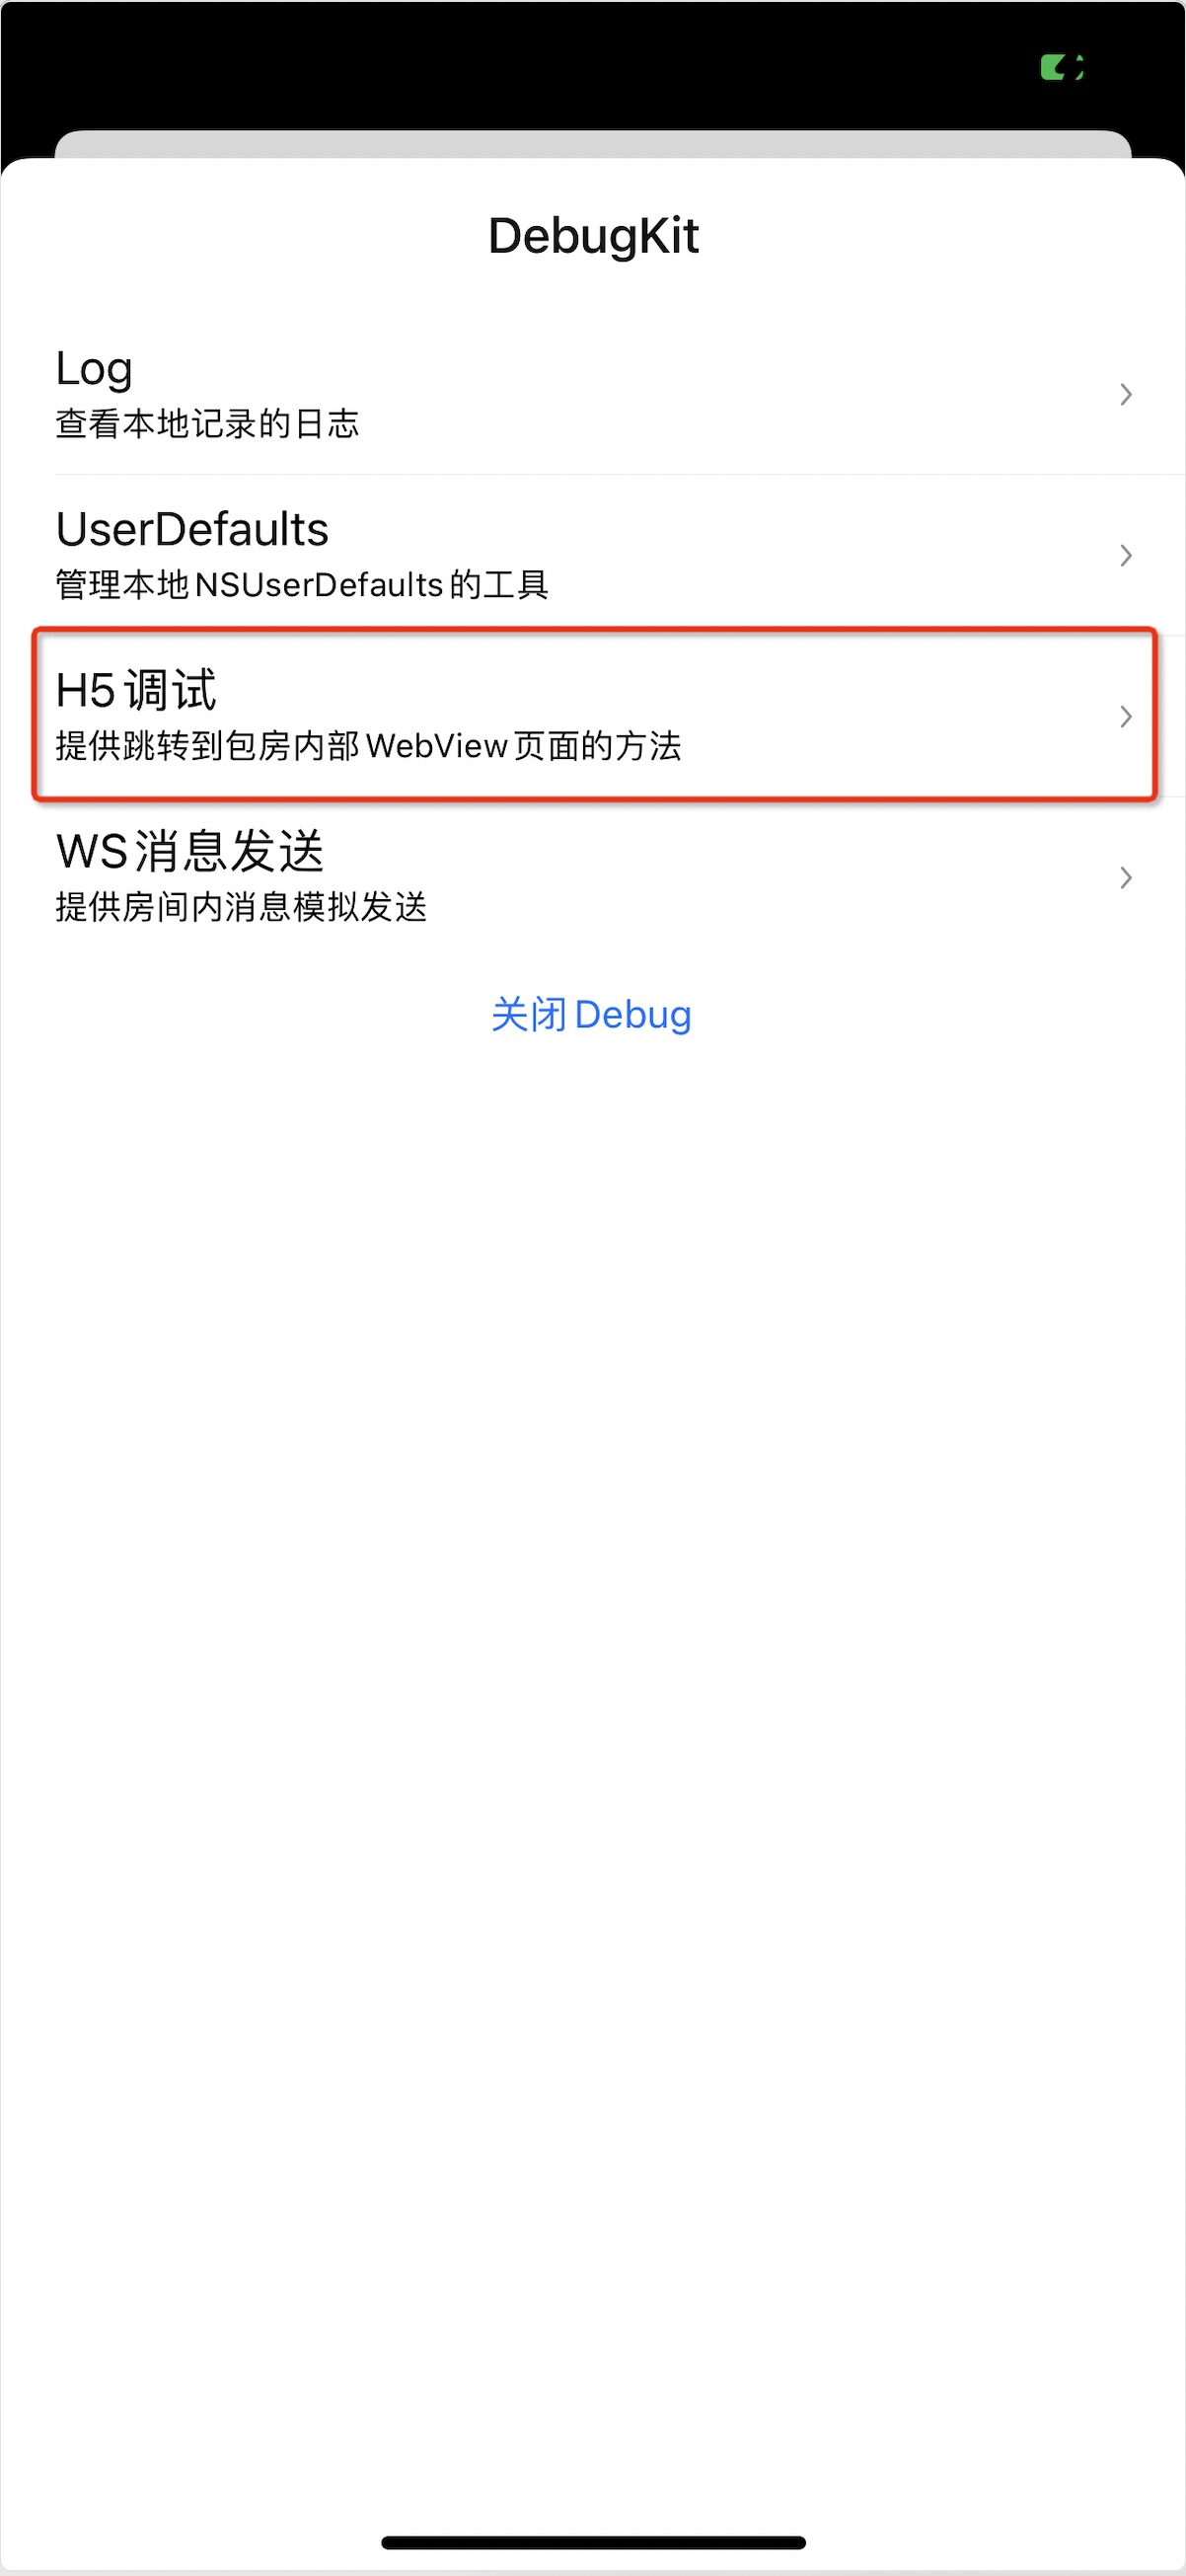 DebugKit
Log
查看本地记录的日志
UserDefaults
管理本地NSUserDefaults的工具
H5调试
提供跳转到包房内部WebView页面的方法
WS消息发送
提供房间内消息模拟发送
关闭Debug